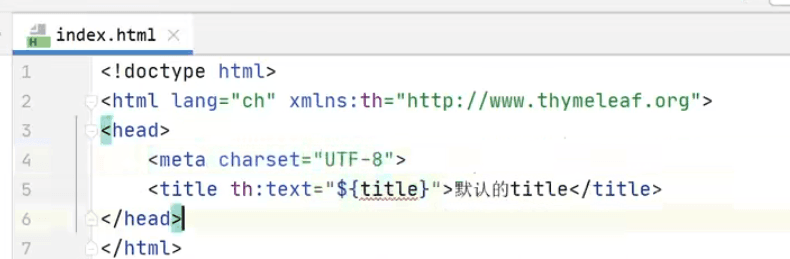 index.html
1 <!doctype html>
2 <html lang="ch" xmlns:th="http://www.thymeleaf.org">
3 <head>
4     <meta charset="UTF-8">
5     <title th:text="${title}">默认的title</title>
6 </head>
7 </html>